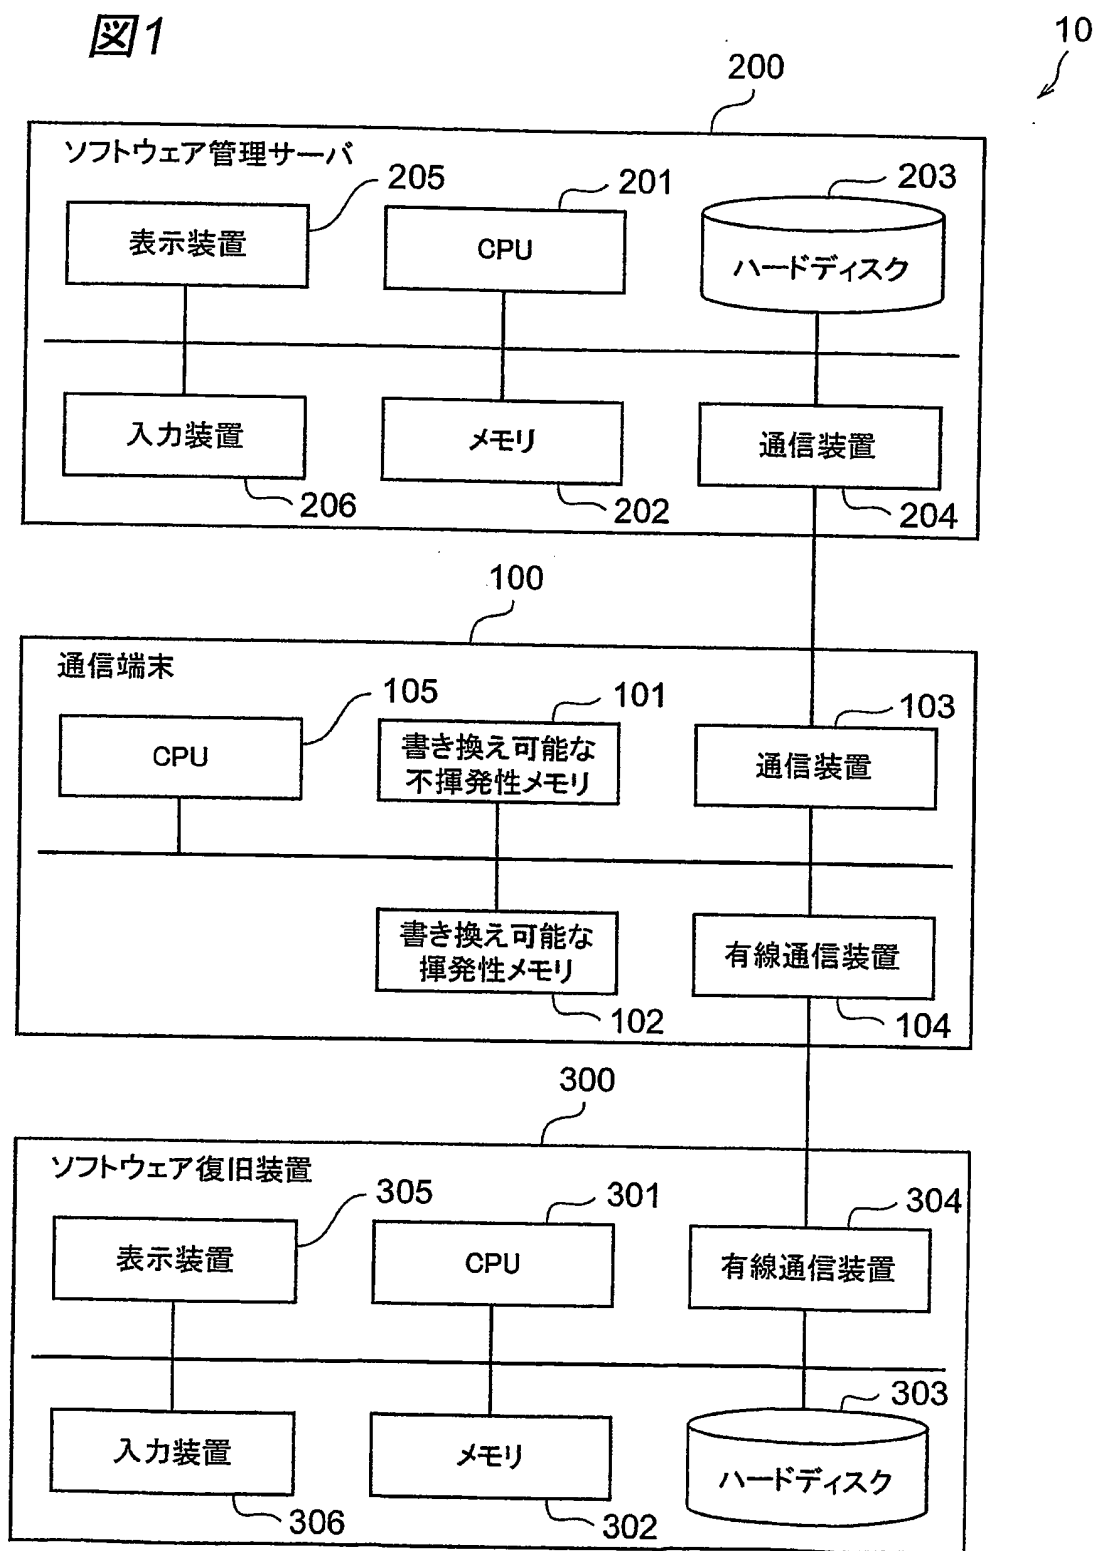 図1
10
200
ソフトウェア管理サーバ
205
201
203
表示装置
CPU
ハードディスク
入力装置
メモリ
通信装置
206
202
204
100
通信端末
105
101
103
CPU
書き換え可能な
不揮発性メモリ
通信装置
書き換え可能な
揮発性メモリ
有線通信装置
102
104
300
ソフトウェア復旧装置
305
301
304
表示装置
CPU
有線通信装置
303
入力装置
メモリ
ハードディスク
306
302